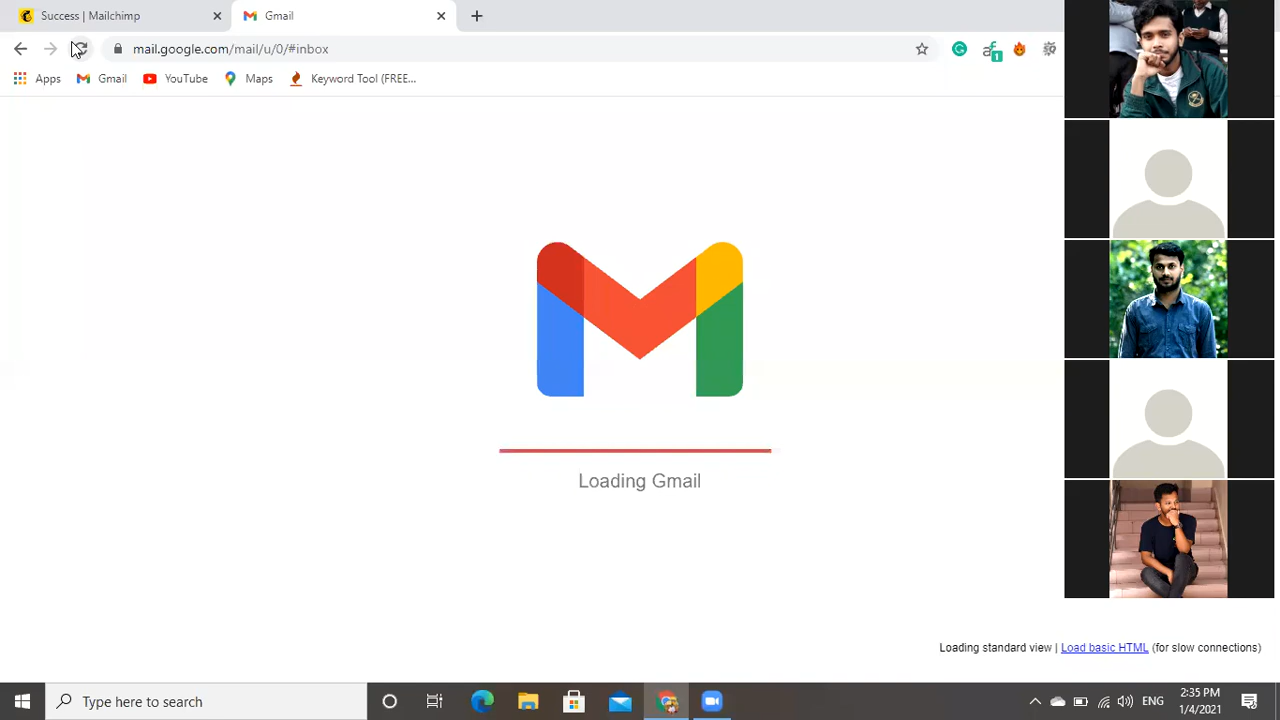 Success | Mailchimp
Gmail
mail.google.com/mail/u/0/#inbox
1
Apps
Gmail
YouTube
Maps
Keyword Tool (FREE...
Loading Gmail
Loading standard view | Load basic HTML (for slow connections)
Type here to search
ENG
2:35 PM
1/4/2021